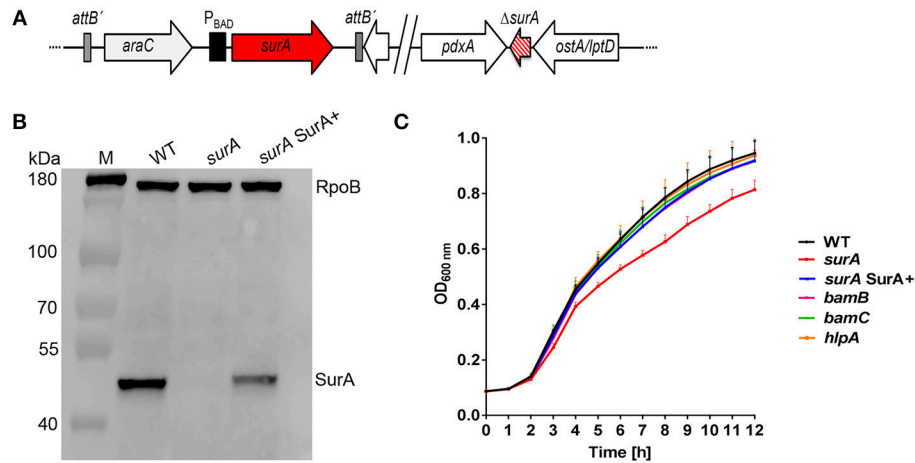 A
attB´ P_BAD attB´ ΔsurA
araC surA pdxA ostA/lptD
B
kDa M WT surA surA SurA+
180 RpoB
100
70
55
SurA
40
C
1.0
0.8
0.6
0.4
0.2
0.0
OD600 nm
0 1 2 3 4 5 6 7 8 9 10 11 12
Time [h]
WT
surA
surA SurA+
bamB
bamC
hlpA